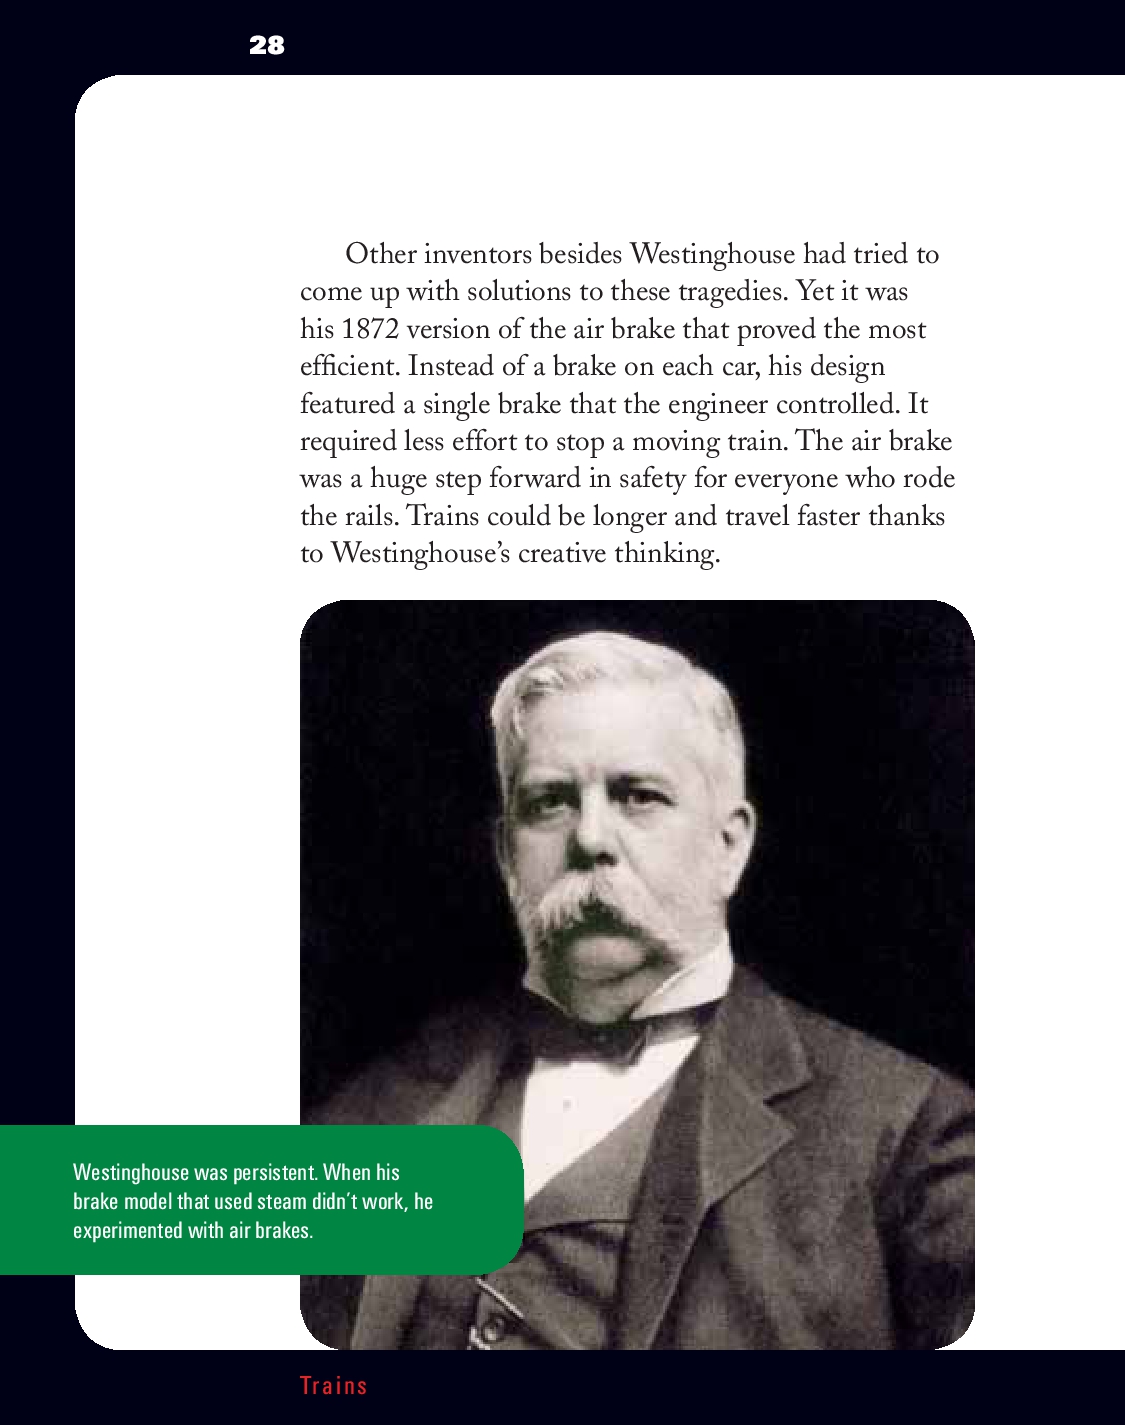 28
Other inventors besides Westinghouse had tried to
come up with solutions to these tragedies. Yet it was
his 1872 version of the air brake that proved the most
efficient. Instead of a brake on each car, his design
featured a single brake that the engineer controlled. It
required less effort to stop a moving train. The air brake
was a huge step forward in safety for everyone who rode
the rails. Trains could be longer and travel faster thanks
to Westinghouse’s creative thinking.
Westinghouse was persistent. When his
brake model that used steam didn’t work, he
experimented with air brakes.
Trains